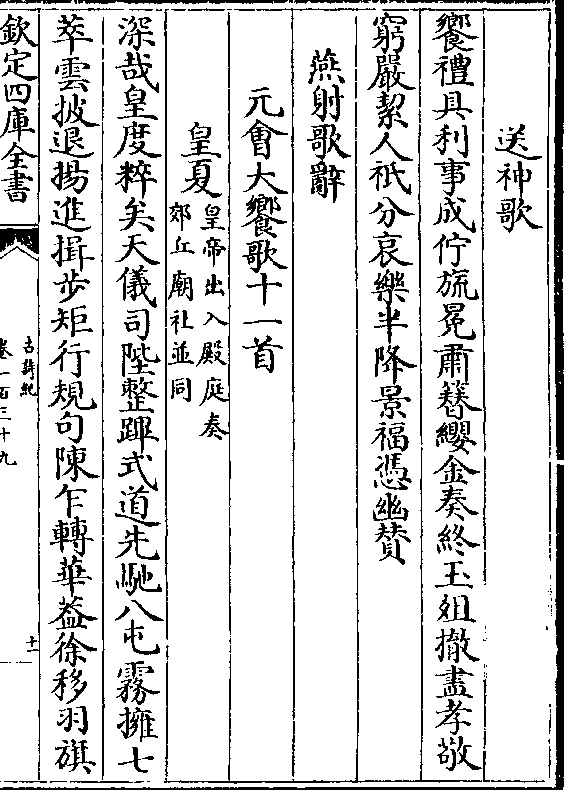 送神歌
饗禮具利事成佇旒冕肅簪纓金奏終玉俎撤盡孝敬
窮嚴絜人祇分哀樂半降景福憑幽贊
燕射歌辭
元會大饗歌十一首
皇夏皇帝出入殿庭奏
郊丘廟社並同
深哉皇度粹矣天儀司陛整蹕式道先馳八屯霧擁七
萃雲披退揚進揖步矩行規句陳乍轉華葢徐移羽旗
欽定四庫全書
古詩紀
卷一百三十九
十一